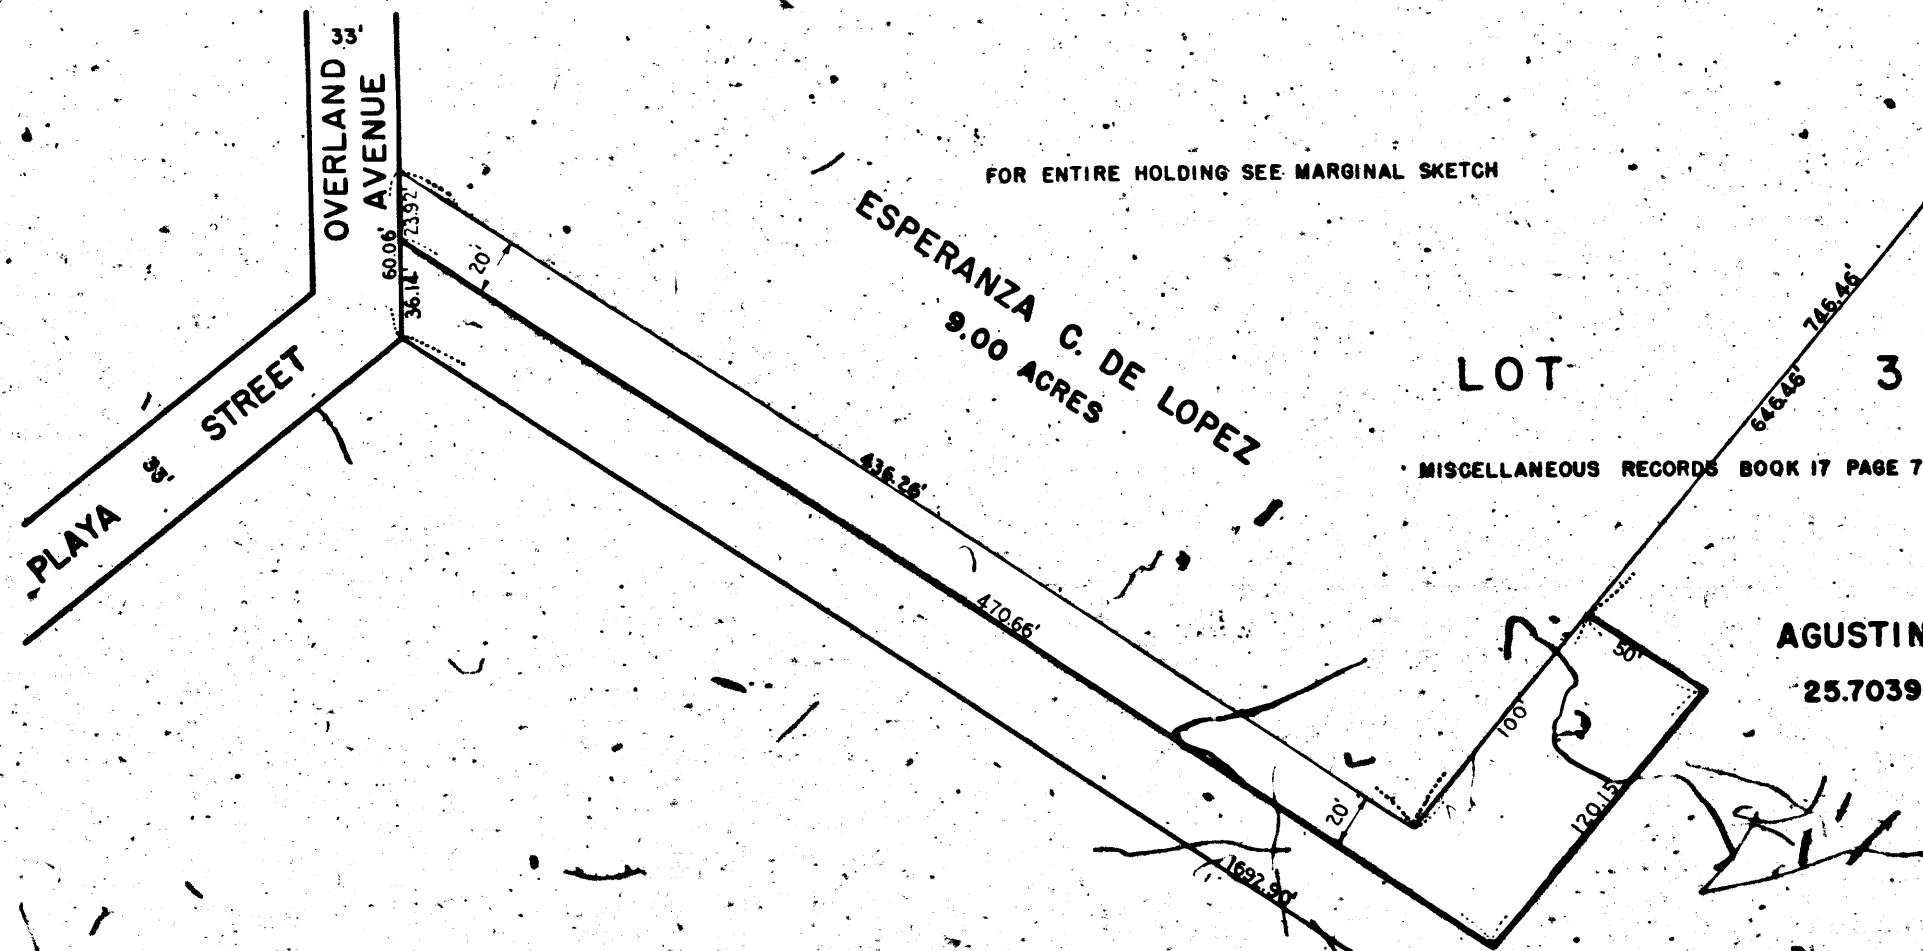 33'
OVERLAND
AVENUE
23.92'
60.06'
36.14'
20'
FOR ENTIRE HOLDING SEE MARGINAL SKETCH
ESPERANZA C. DE LOPEZ
9.00 ACRES
746.46'
646.46'
LOT 3
MISCELLANEOUS RECORDS BOOK 17 PAGE 7
PLAYA STREET
33'
436.26'
470.66'
50'
100'
AGUSTIN
25.7039
20'
120.15'
1692.90'